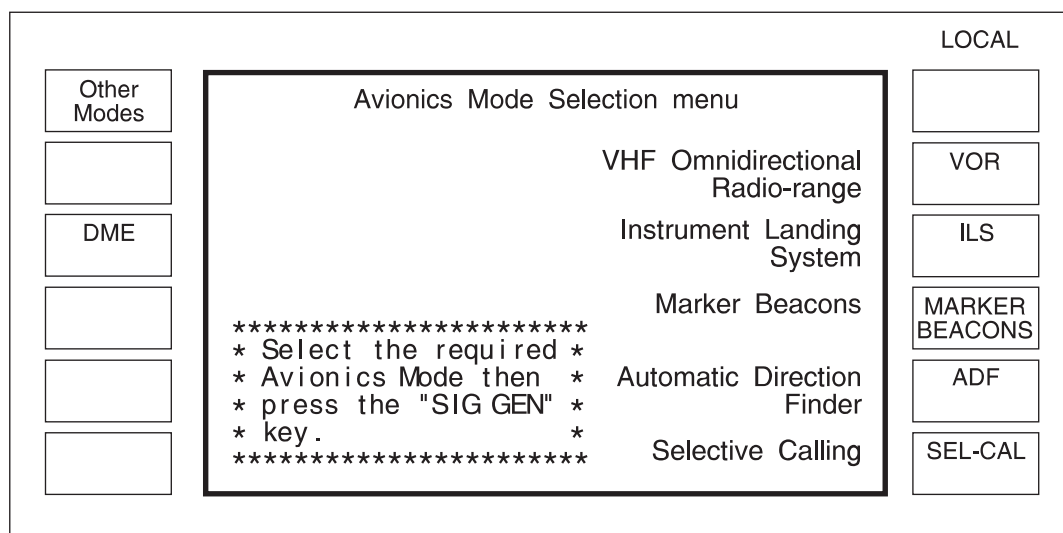 LOCAL
Other
Modes
DME
Avionics Mode Selection menu
VHF Omnidirectional
Radio-range
Instrument Landing
System
Marker Beacons
Automatic Direction
Finder
Selective Calling
***********************
* Select the required *
* Avionics Mode then *
* press the "SIG GEN" *
* key. *
***********************
VOR
ILS
MARKER
BEACONS
ADF
SEL-CAL